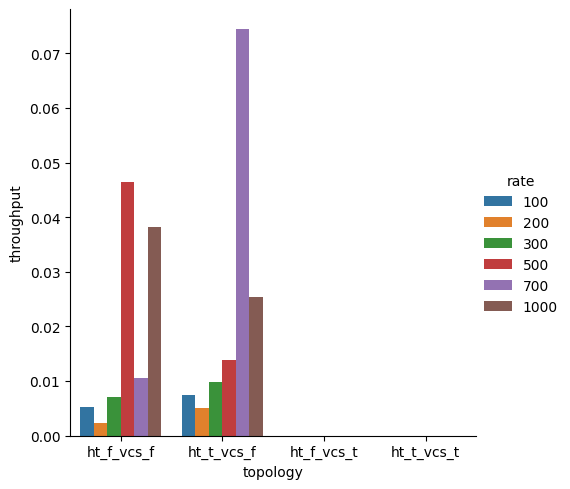 0.07
0.06
0.05
0.04
0.03
0.02
0.01
0.00
throughput
ht_f_vcs_f
ht_t_vcs_f
ht_f_vcs_t
ht_t_vcs_t
topology
rate
100
200
300
500
700
1000